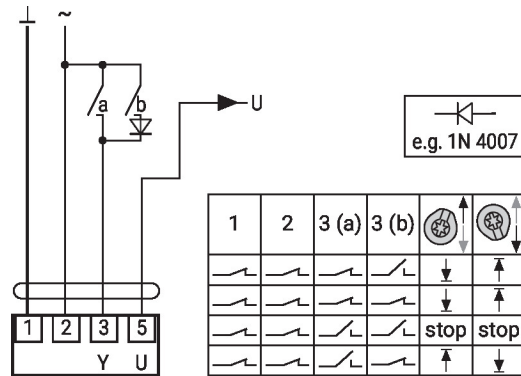 ~
a b
U
e.g. 1N 4007
1 2 3 (a) 3 (b)
stop stop
1 2 3 5
Y U